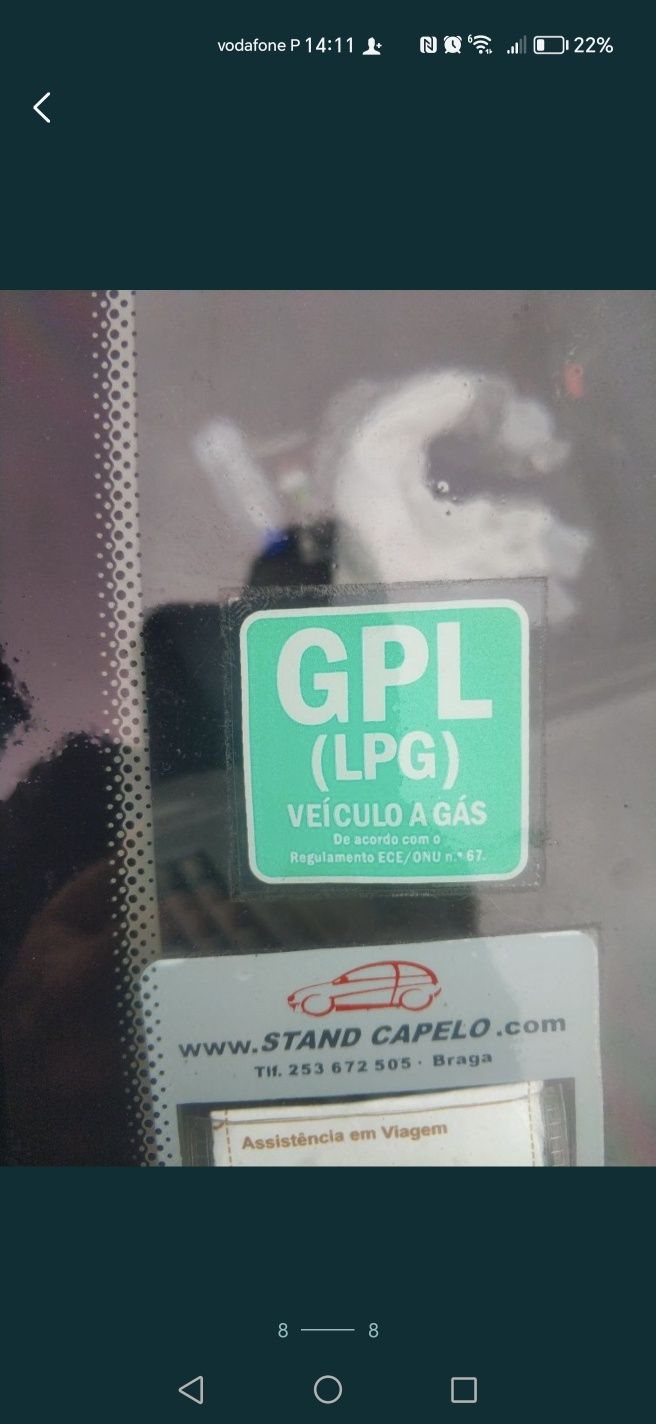 vodafone P 14:11 22%
GPL
(LPG)
VEÍCULO A GÁS
De acordo com o
Regulamento ECE/ONU n.º 67.
www.STAND CAPELO.com
Tlf. 253 672 505 · Braga
Assistência em Viagem
8 8